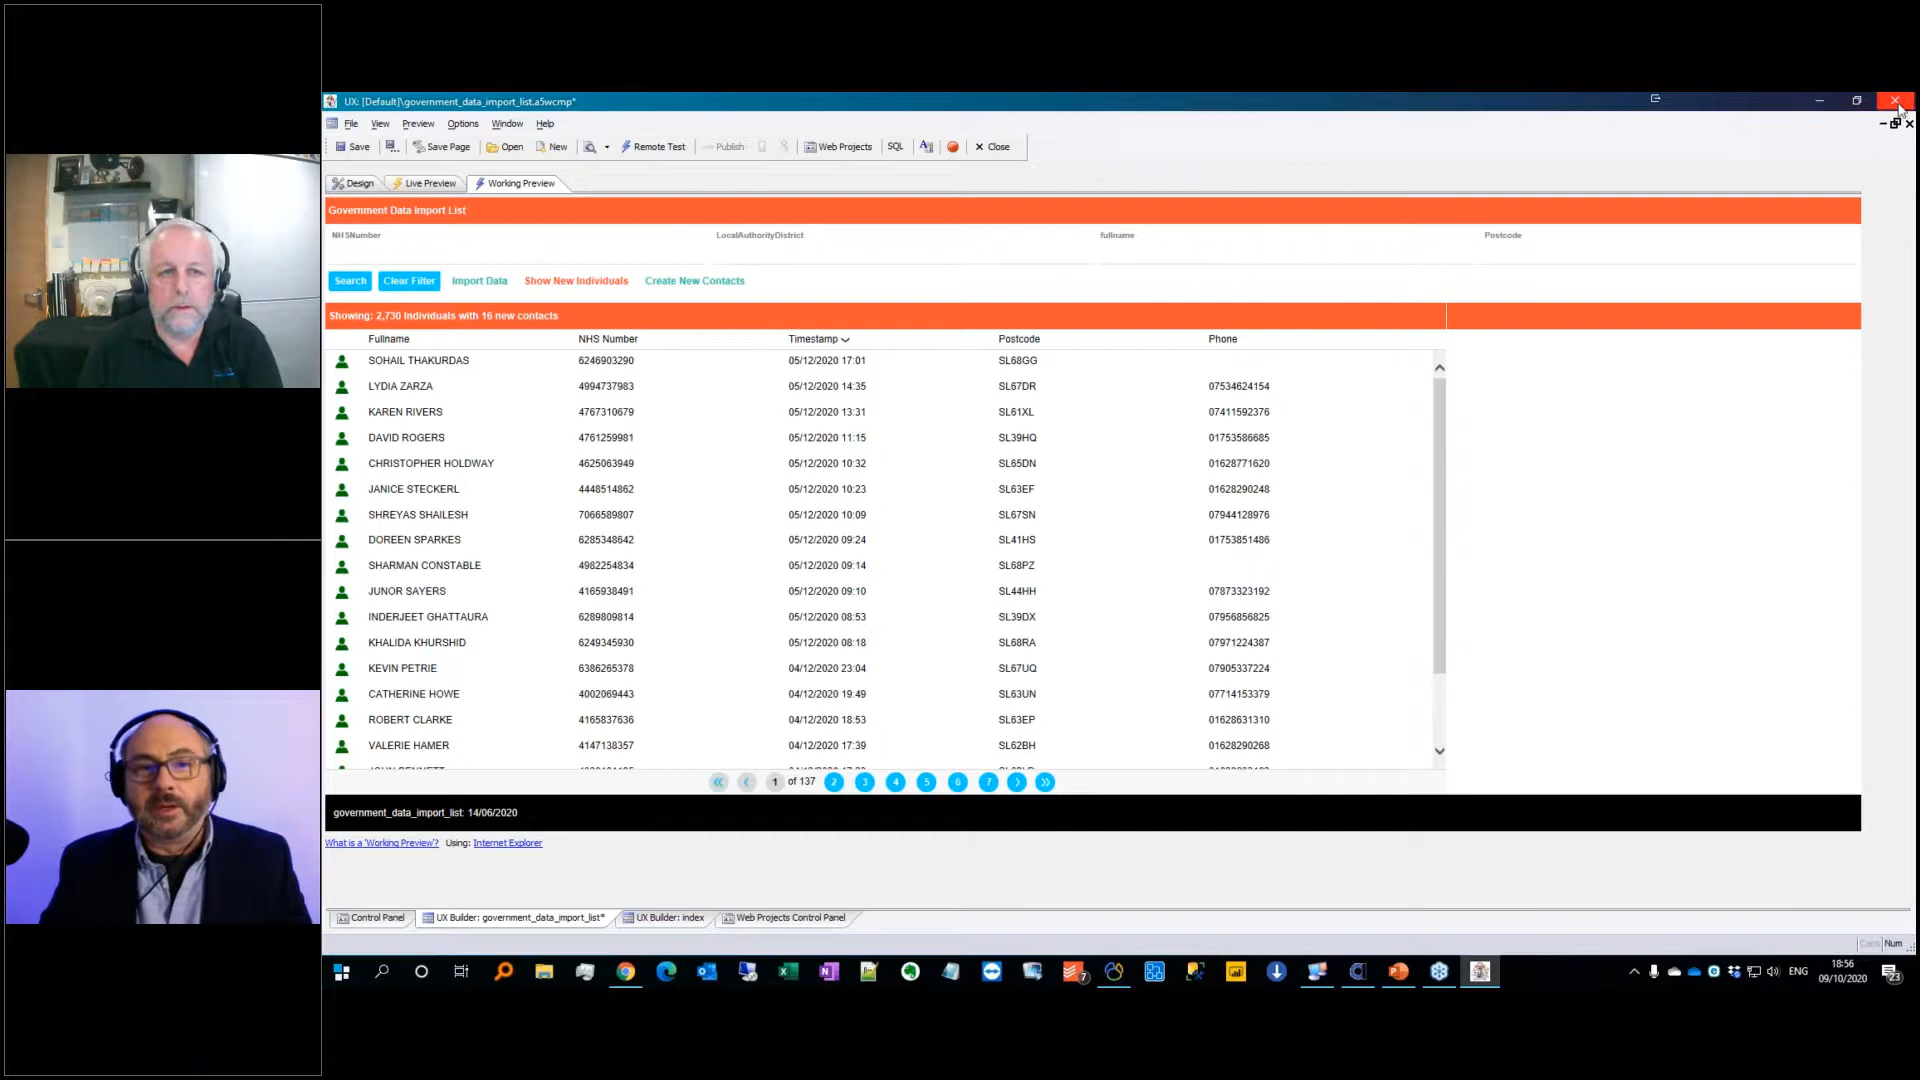 UX: [Default]\government_data_import_list.a5wcmp*
File View Preview Options Window Help
Save Save Page Open New Remote Test Publish Web Projects SQL Close
Design Live Preview Working Preview
Government Data Import List
NHSNumber LocalAuthorityDistrict fullname Postcode
Search Clear Filter Import Data Show New Individuals Create New Contacts
Showing: 2,730 Individuals with 16 new contacts
Fullname NHS Number Timestamp Postcode Phone
SOHAIL THAKURDAS 6246903290 05/12/2020 17:01 SL68GG
LYDIA ZARZA 4994737983 05/12/2020 14:35 SL67DR 07534624154
KAREN RIVERS 4767310679 05/12/2020 13:31 SL61XL 07411592376
DAVID ROGERS 4761259981 05/12/2020 11:15 SL39HQ 01753586685
CHRISTOPHER HOLDWAY 4625063949 05/12/2020 10:32 SL65DN 01628771620
JANICE STECKERL 4448514862 05/12/2020 10:23 SL63EF 01628290248
SHREYAS SHAILESH 7066589807 05/12/2020 10:09 SL67SN 07944128976
DOREEN SPARKES 6285348642 05/12/2020 09:24 SL41HS 01753851486
SHARMAN CONSTABLE 4982254834 05/12/2020 09:14 SL68PZ
JUNOR SAYERS 4165938491 05/12/2020 09:10 SL44HH 07873323192
INDERJEET GHATTAURA 6289809814 05/12/2020 08:53 SL39DX 07956856825
KHALIDA KHURSHID 6249345930 05/12/2020 08:18 SL68RA 07971224387
KEVIN PETRIE 6386265378 04/12/2020 23:04 SL67UQ 07905337224
CATHERINE HOWE 4002069443 04/12/2020 19:49 SL63UN 07714153379
ROBERT CLARKE 4165837636 04/12/2020 18:53 SL63EP 01628631310
VALERIE HAMER 4147138357 04/12/2020 17:39 SL62BH 01628290268
1 of 137 2 3 4 5 6 7
government_data_import_list: 14/06/2020
What is a 'Working Preview'? Using: Internet Explorer
Control Panel UX Builder: government_data_import_list* UX Builder: index Web Projects Control Panel
Caps Num
7 ENG 18:56
09/10/2020 23